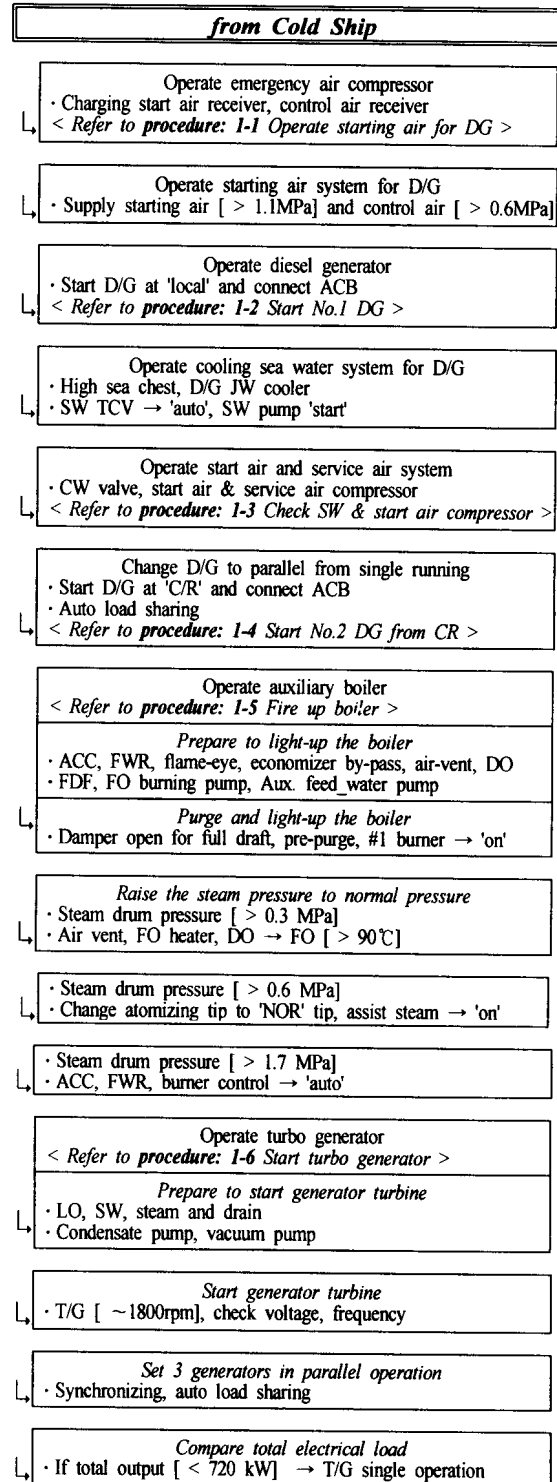 from Cold Ship
Operate emergency air compressor
· Charging start air receiver, control air receiver
< Refer to procedure: 1-1 Operate starting air for DG >
Operate starting air system for D/G
· Supply starting air [ > 1.1MPa] and control air [ > 0.6MPa]
Operate diesel generator
· Start D/G at 'local' and connect ACB
< Refer to procedure: 1-2 Start No.1 DG >
Operate cooling sea water system for D/G
· High sea chest, D/G JW cooler
· SW TCV → 'auto', SW pump 'start'
Operate start air and service air system
· CW valve, start air & service air compressor
< Refer to procedure: 1-3 Check SW & start air compressor >
Change D/G to parallel from single running
· Start D/G at 'C/R' and connect ACB
· Auto load sharing
< Refer to procedure: 1-4 Start No.2 DG from CR >
Operate auxiliary boiler
< Refer to procedure: 1-5 Fire up boiler >
Prepare to light-up the boiler
· ACC, FWR, flame-eye, economizer by-pass, air-vent, DO
· FDF, FO burning pump, Aux. feed_water pump
Purge and light-up the boiler
· Damper open for full draft, pre-purge, #1 burner → 'on'
Raise the steam pressure to normal pressure
· Steam drum pressure [ > 0.3 MPa]
· Air vent, FO heater, DO → FO [ > 90℃]
· Steam drum pressure [ > 0.6 MPa]
· Change atomizing tip to 'NOR' tip, assist steam → 'on'
· Steam drum pressure [ > 1.7 MPa]
· ACC, FWR, burner control → 'auto'
Operate turbo generator
< Refer to procedure: 1-6 Start turbo generator >
Prepare to start generator turbine
· LO, SW, steam and drain
· Condensate pump, vacuum pump
Start generator turbine
· T/G [ ~1800rpm], check voltage, frequency
Set 3 generators in parallel operation
· Synchronizing, auto load sharing
Compare total electrical load
· If total output [ < 720 kW] → T/G single operation